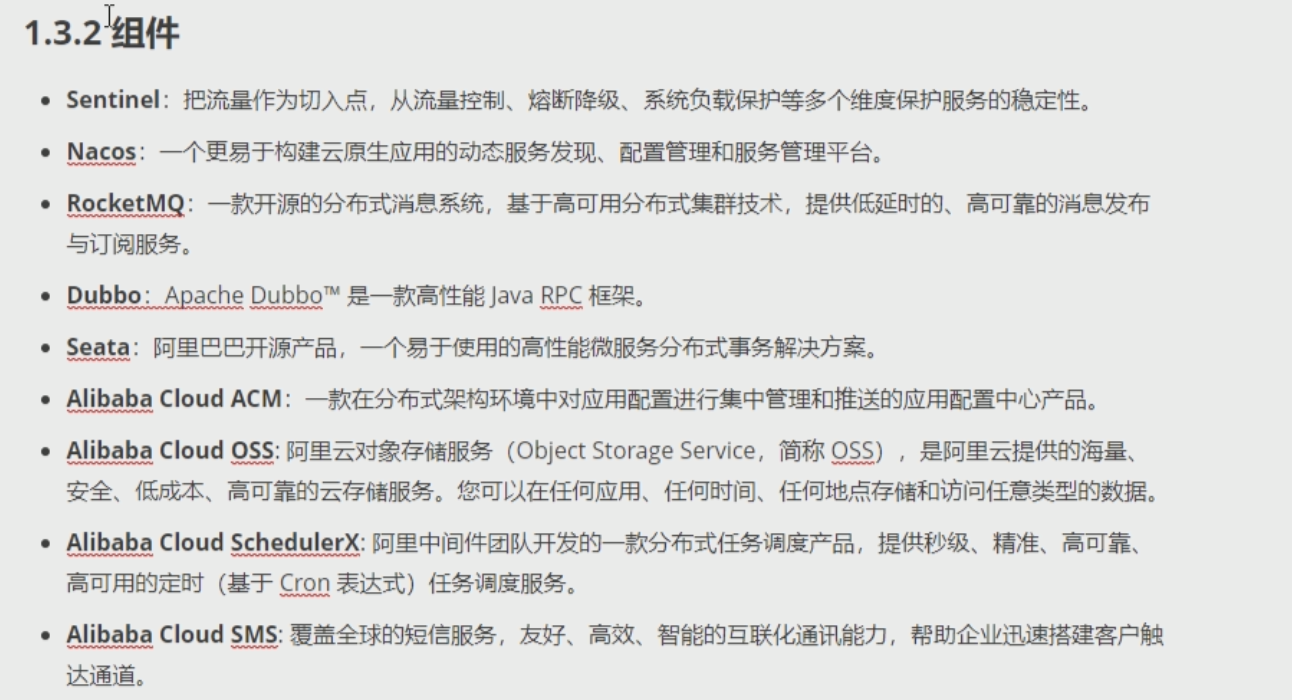 1.3.2 组件
Sentinel：把流量作为切入点，从流量控制、熔断降级、系统负载保护等多个维度保护服务的稳定性。
Nacos：一个更易于构建云原生应用的动态服务发现、配置管理和服务管理平台。
RocketMQ：一款开源的分布式消息系统，基于高可用分布式集群技术，提供低延时的、高可靠的消息发布
与订阅服务。
Dubbo：Apache Dubbo™ 是一款高性能 Java RPC 框架。
Seata：阿里巴巴开源产品，一个易于使用的高性能微服务分布式事务解决方案。
Alibaba Cloud ACM：一款在分布式架构环境中对应用配置进行集中管理和推送的应用配置中心产品。
Alibaba Cloud OSS: 阿里云对象存储服务（Object Storage Service，简称 OSS），是阿里云提供的海量、
安全、低成本、高可靠的云存储服务。您可以在任何应用、任何时间、任何地点存储和访问任意类型的数据。
Alibaba Cloud SchedulerX: 阿里中间件团队开发的一款分布式任务调度产品，提供秒级、精准、高可靠、
高可用的定时（基于 Cron 表达式）任务调度服务。
Alibaba Cloud SMS: 覆盖全球的短信服务，友好、高效、智能的互联化通讯能力，帮助企业迅速搭建客户触
达通道。